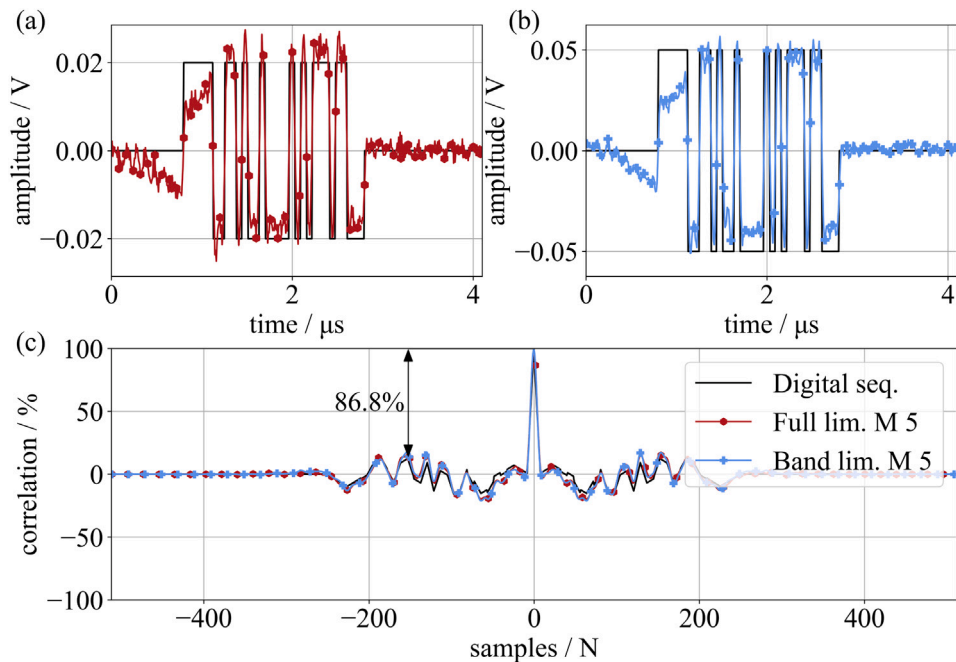 (a)
(b)
0.02
0.00
−0.02
amplitude / V
0
2
4
time / μs
0.05
0.00
−0.05
amplitude / V
0
2
4
time / μs
(c)
100
50
0
−50
−100
correlation / %
86.8%
Digital seq.
Full lim. M 5
Band lim. M 5
−400
−200
0
200
400
samples / N